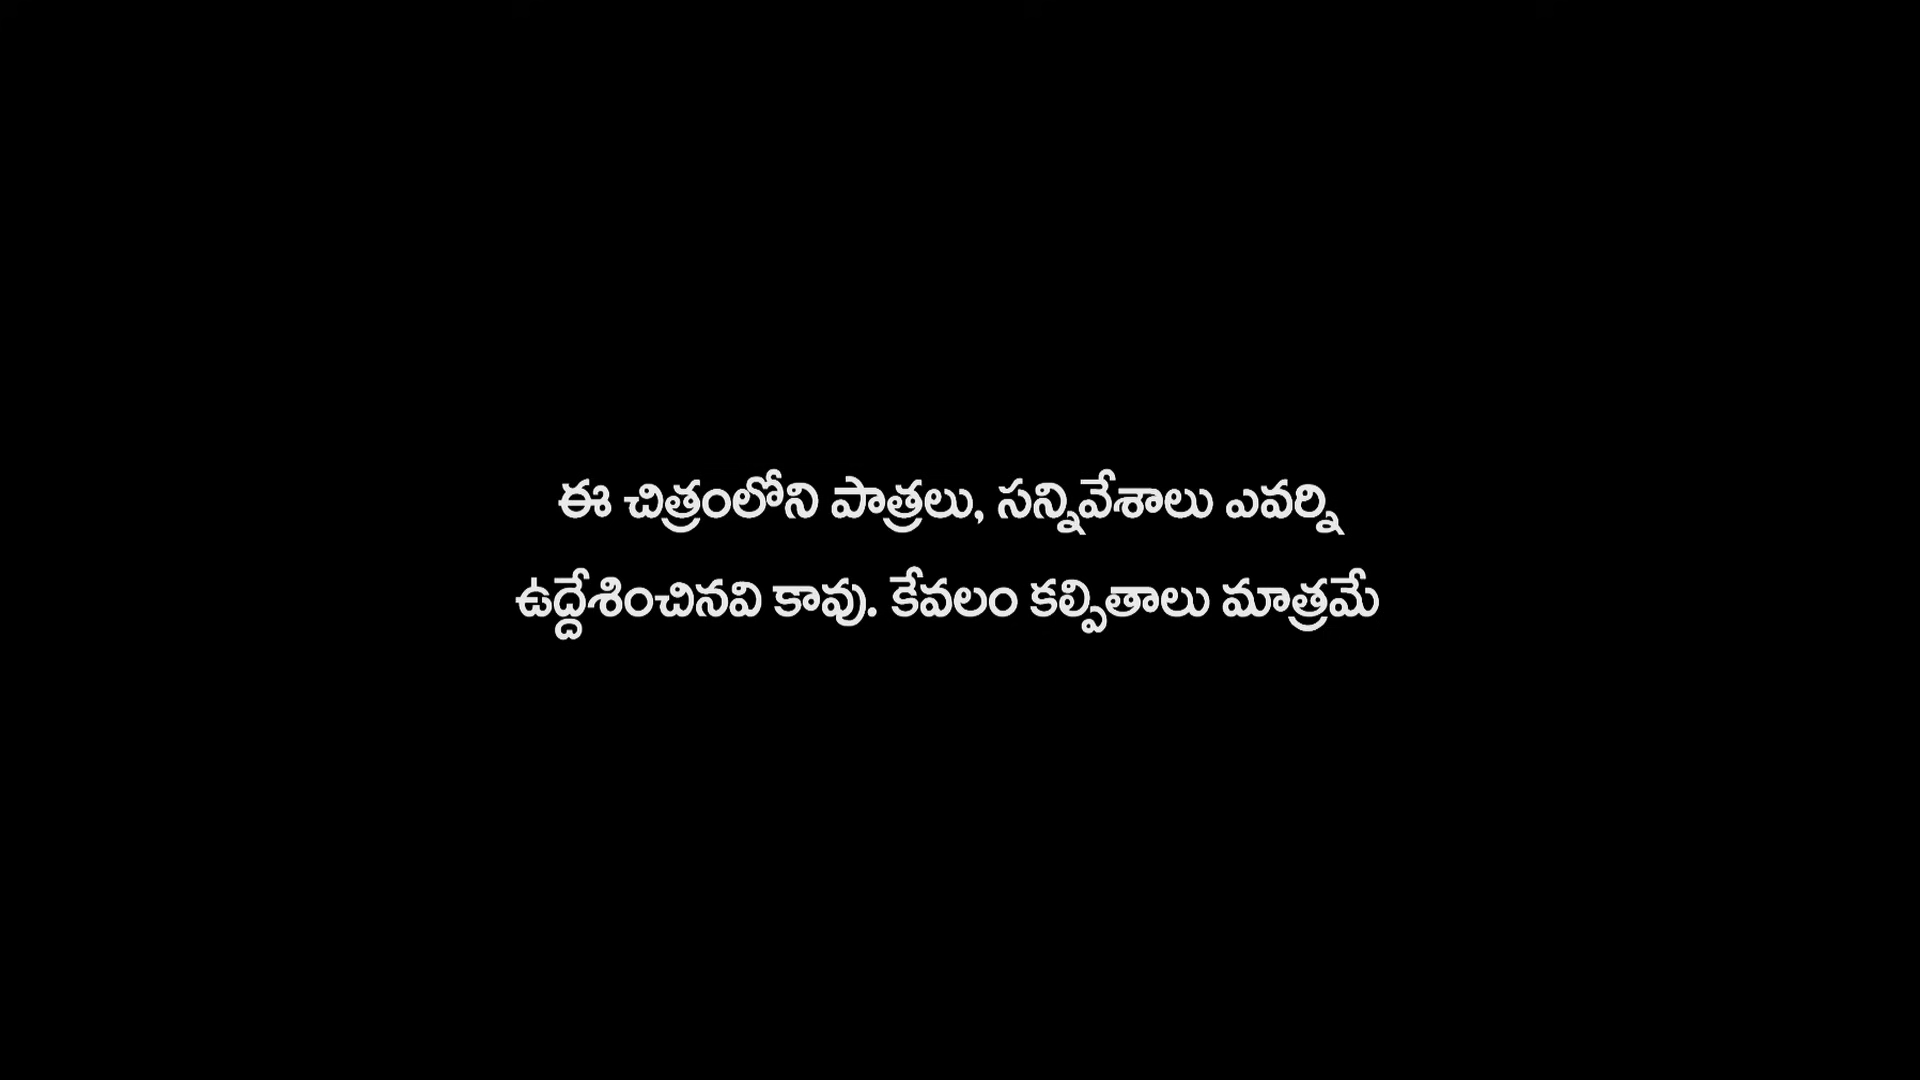 ఈ చిత్రంలోని పాత్రలు, సన్నివేశాలు ఎవర్ని
ఉద్దేశించినవి కావు. కేవలం కల్పితాలు మాత్రమే